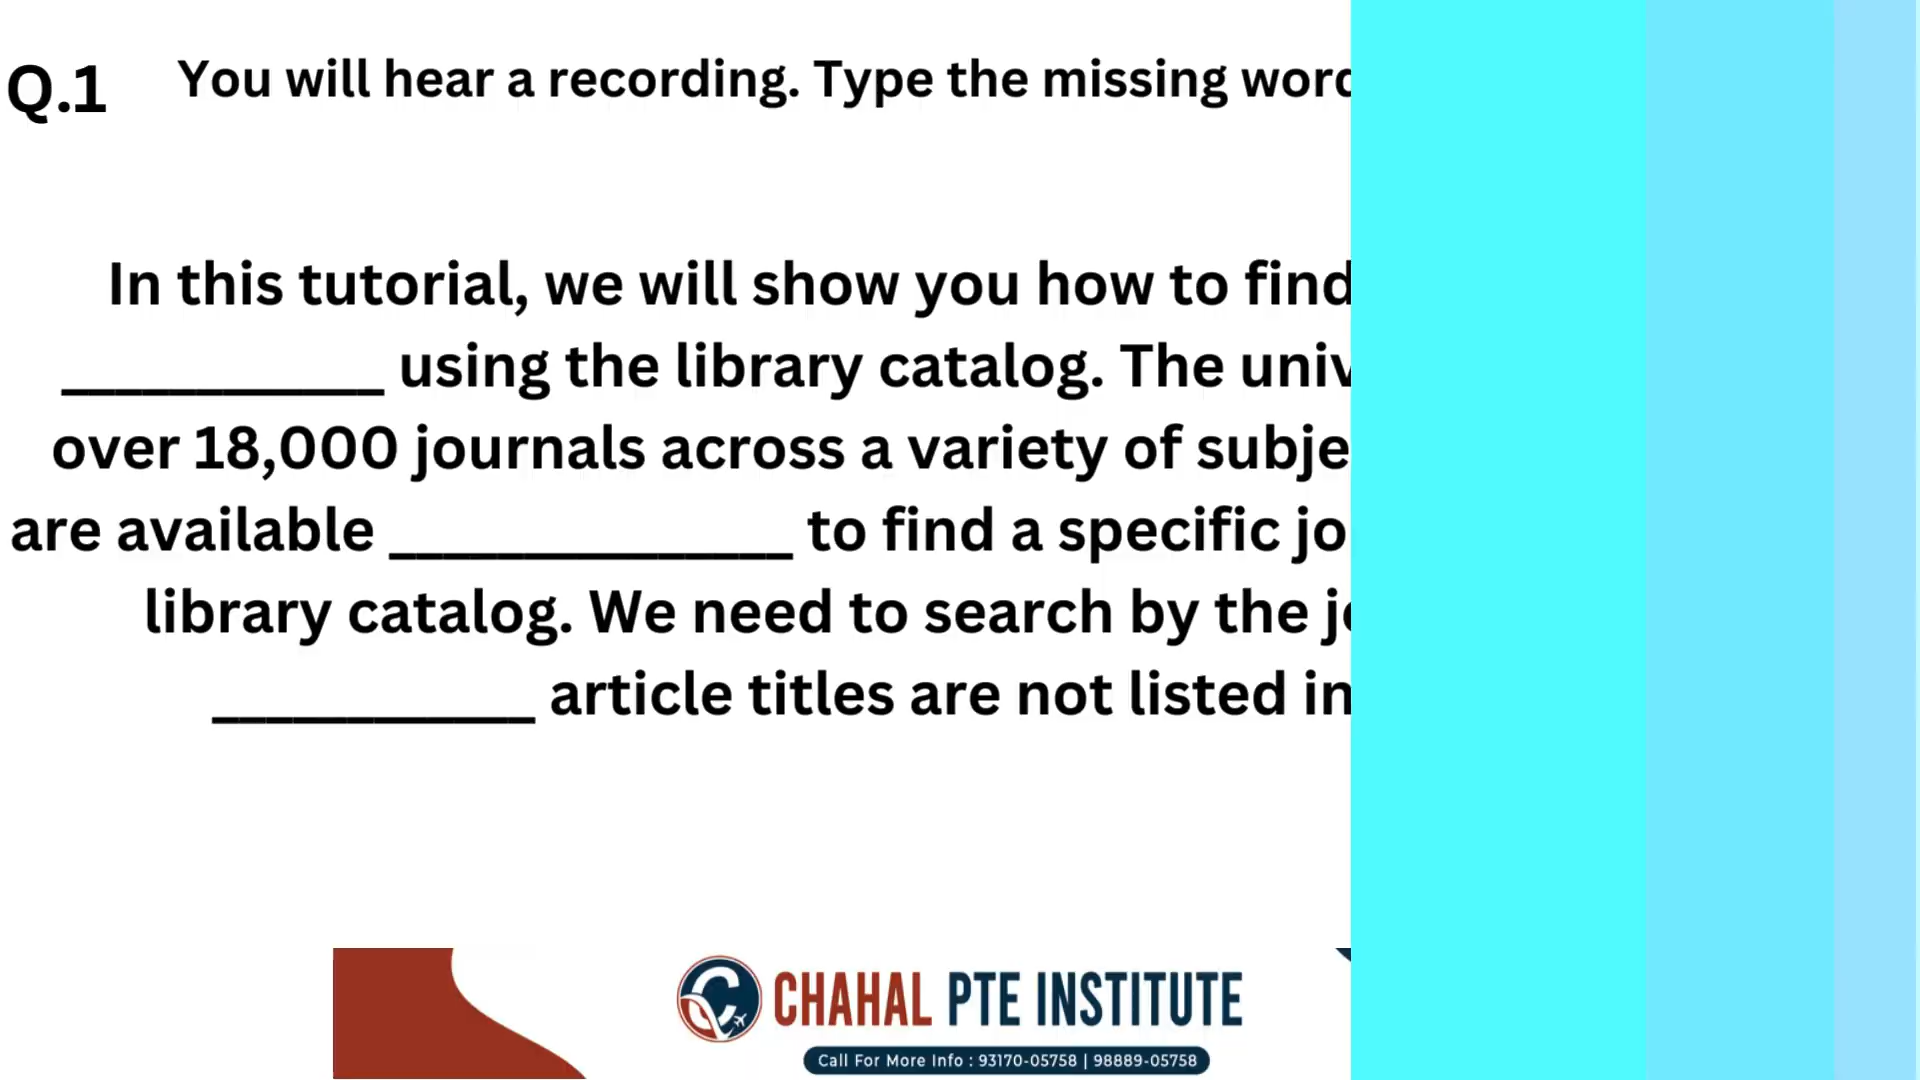 Q.1 You will hear a recording. Type the missing word
In this tutorial, we will show you how to find
____________ using the library catalog. The univ
over 18,000 journals across a variety of subje
are available _______________ to find a specific jo
library catalog. We need to search by the jo
____________ article titles are not listed in
CHAHAL PTE INSTITUTE
Call For More Info : 93170-05758 | 98889-05758